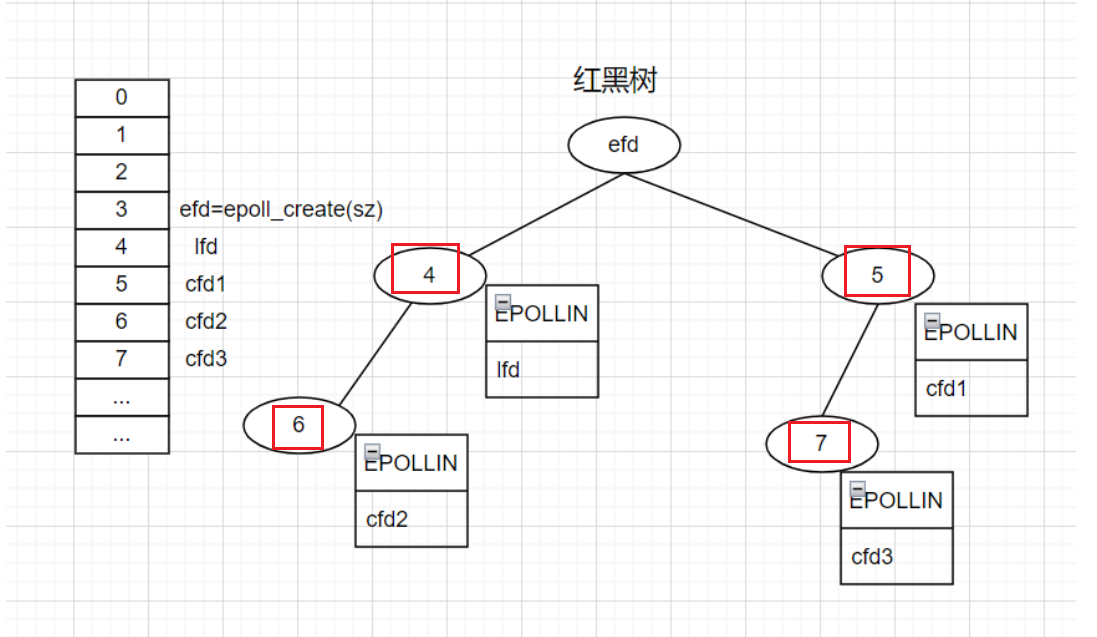 红黑树
0
1
2
3 efd=epoll_create(sz)
4 lfd
5 cfd1
6 cfd2
7 cfd3
...
...
efd
4
EPOLLIN
lfd
5
EPOLLIN
cfd1
6
EPOLLIN
cfd2
7
EPOLLIN
cfd3